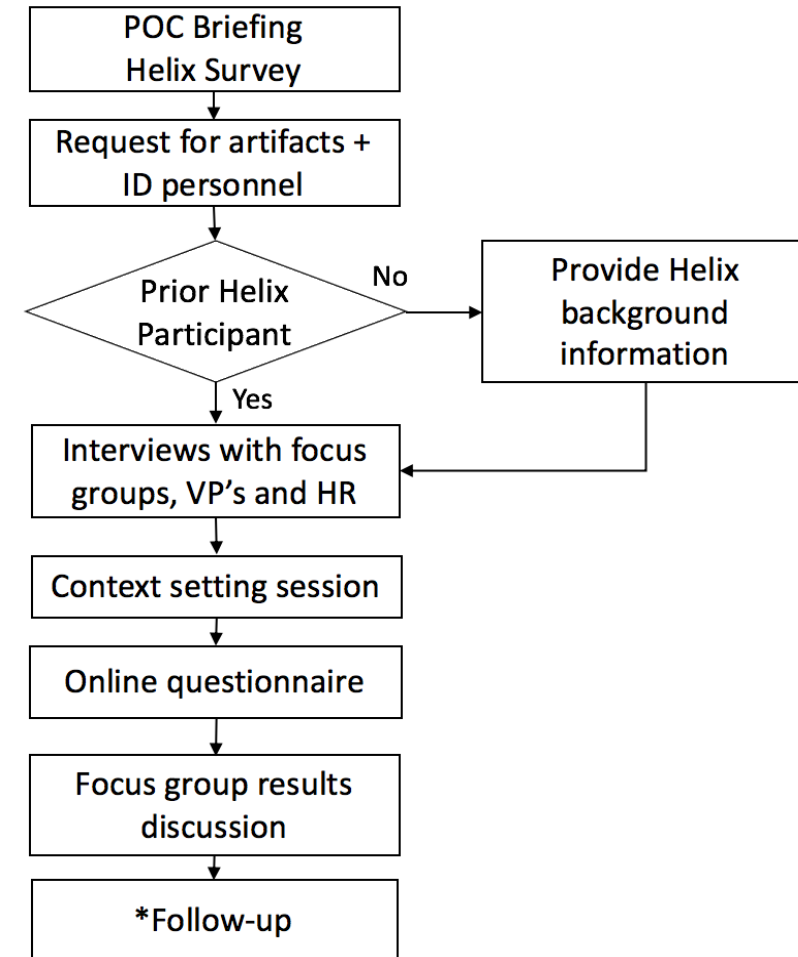 POC Briefing
Helix Survey
Request for artifacts +
ID personnel
Prior Helix
Participant
No
Provide Helix
background
information
Yes
Interviews with focus
groups, VP’s and HR
Context setting session
Online questionnaire
Focus group results
discussion
*Follow-up